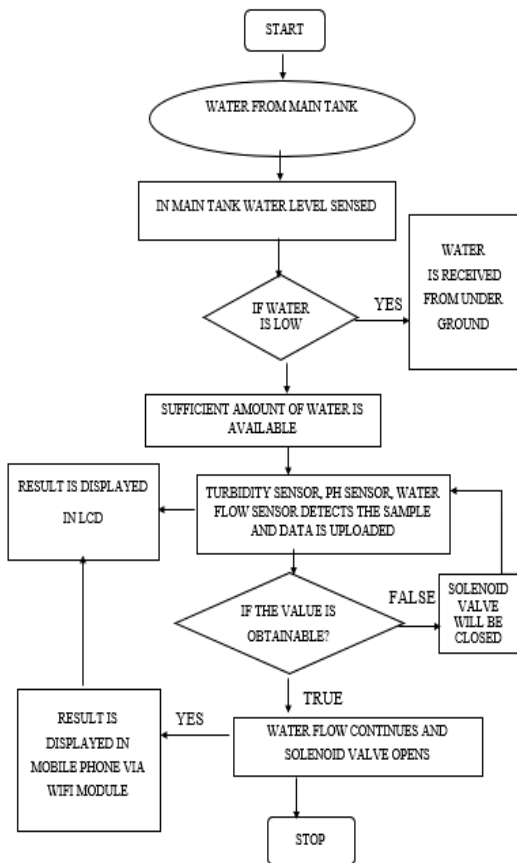 START
WATER FROM MAIN TANK
IN MAIN TANK WATER LEVEL SENSED
WATER
IS RECEIVED
FROM UNDER
GROUND
IF WATER
IS LOW
YES
SUFFICIENT AMOUNT OF WATER IS
AVAILABLE
RESULT IS DISPLAYED
IN LCD
TURBIDITY SENSOR, PH SENSOR, WATER
FLOW SENSOR DETECTS THE SAMPLE
AND DATA IS UPLOADED
IF THE VALUE IS
OBTAINABLE?
FALSE
SOLENOID
VALVE
WILL BE
CLOSED
TRUE
YES
RESULT IS
DISPLAYED IN
MOBILE PHONE VIA
WIFI MODULE
WATER FLOW CONTINUES AND
SOLENOID VALVE OPENS
STOP